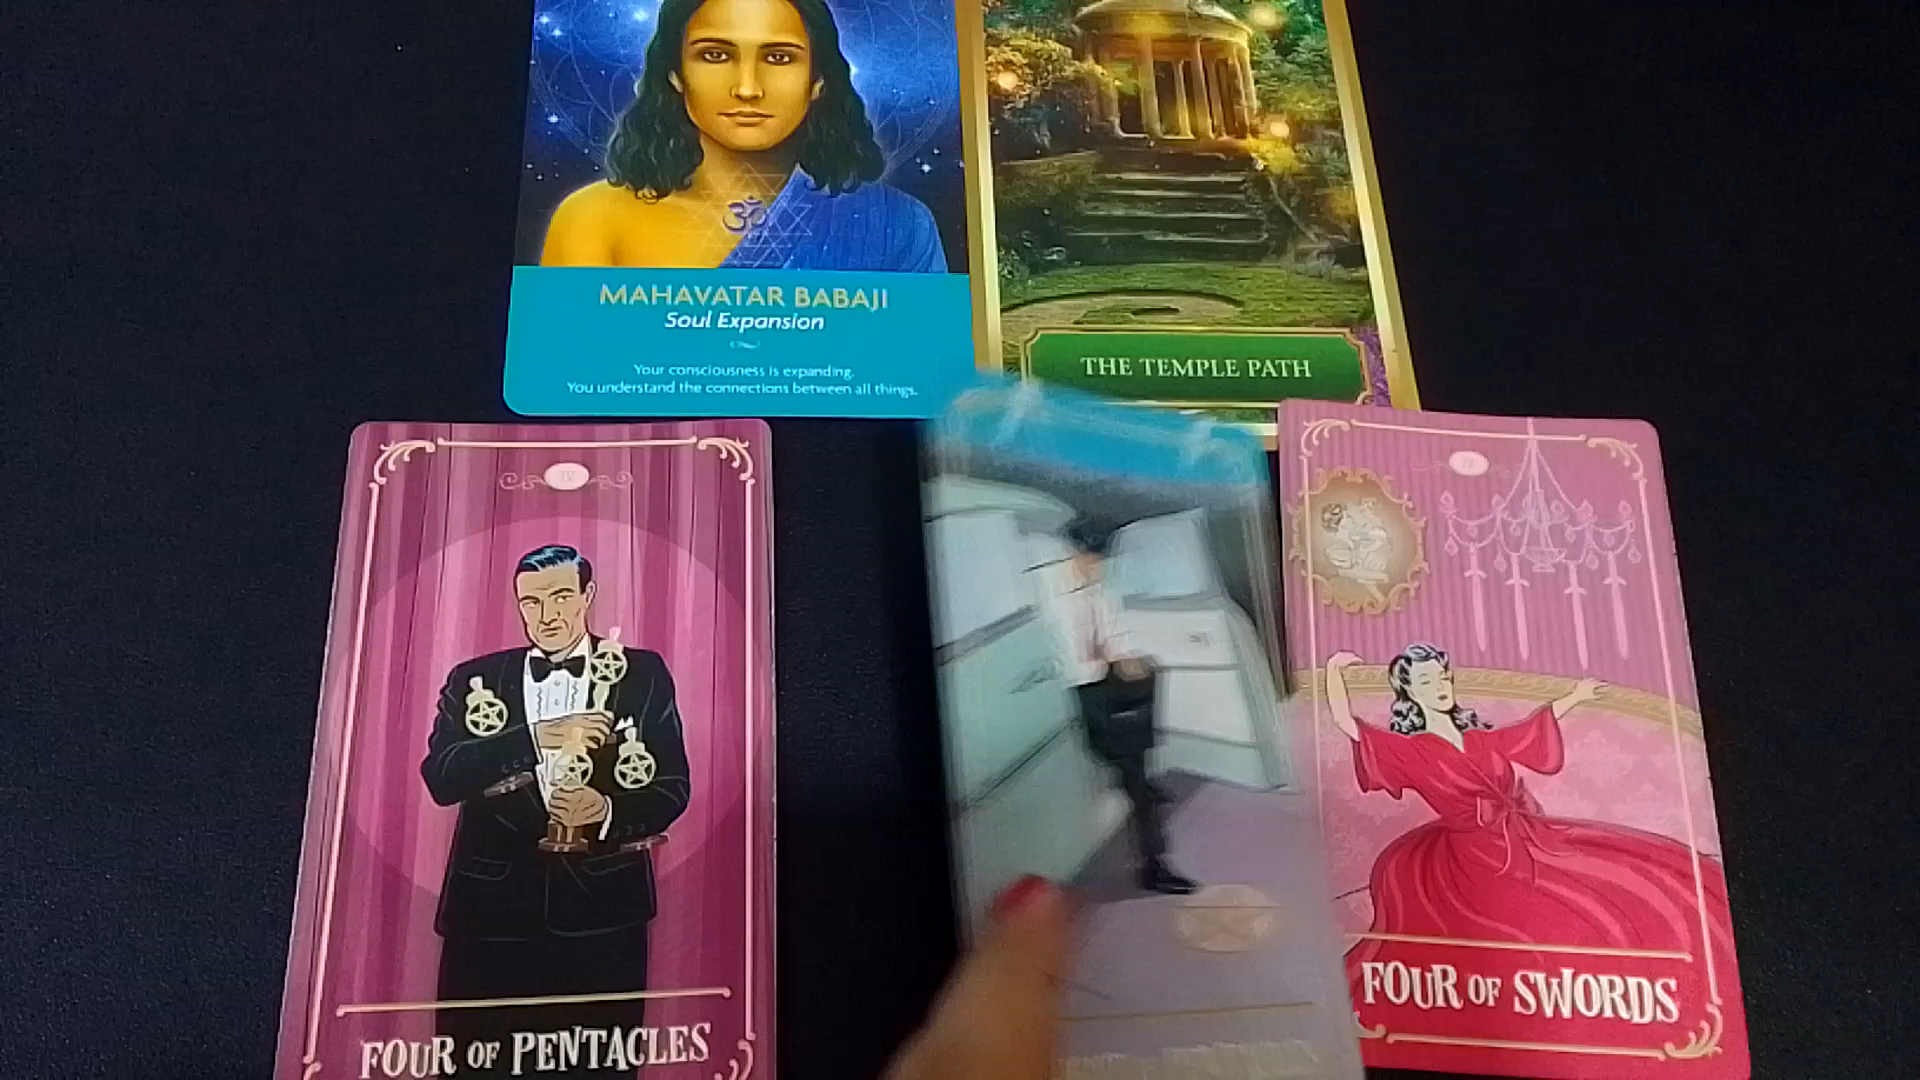 MAHAVATAR BABAJI
Soul Expansion
Your consciousness is expanding.
You understand the connections between all things.
THE TEMPLE PATH
IV
FOUR OF PENTACLES
FOUR OF SWORDS